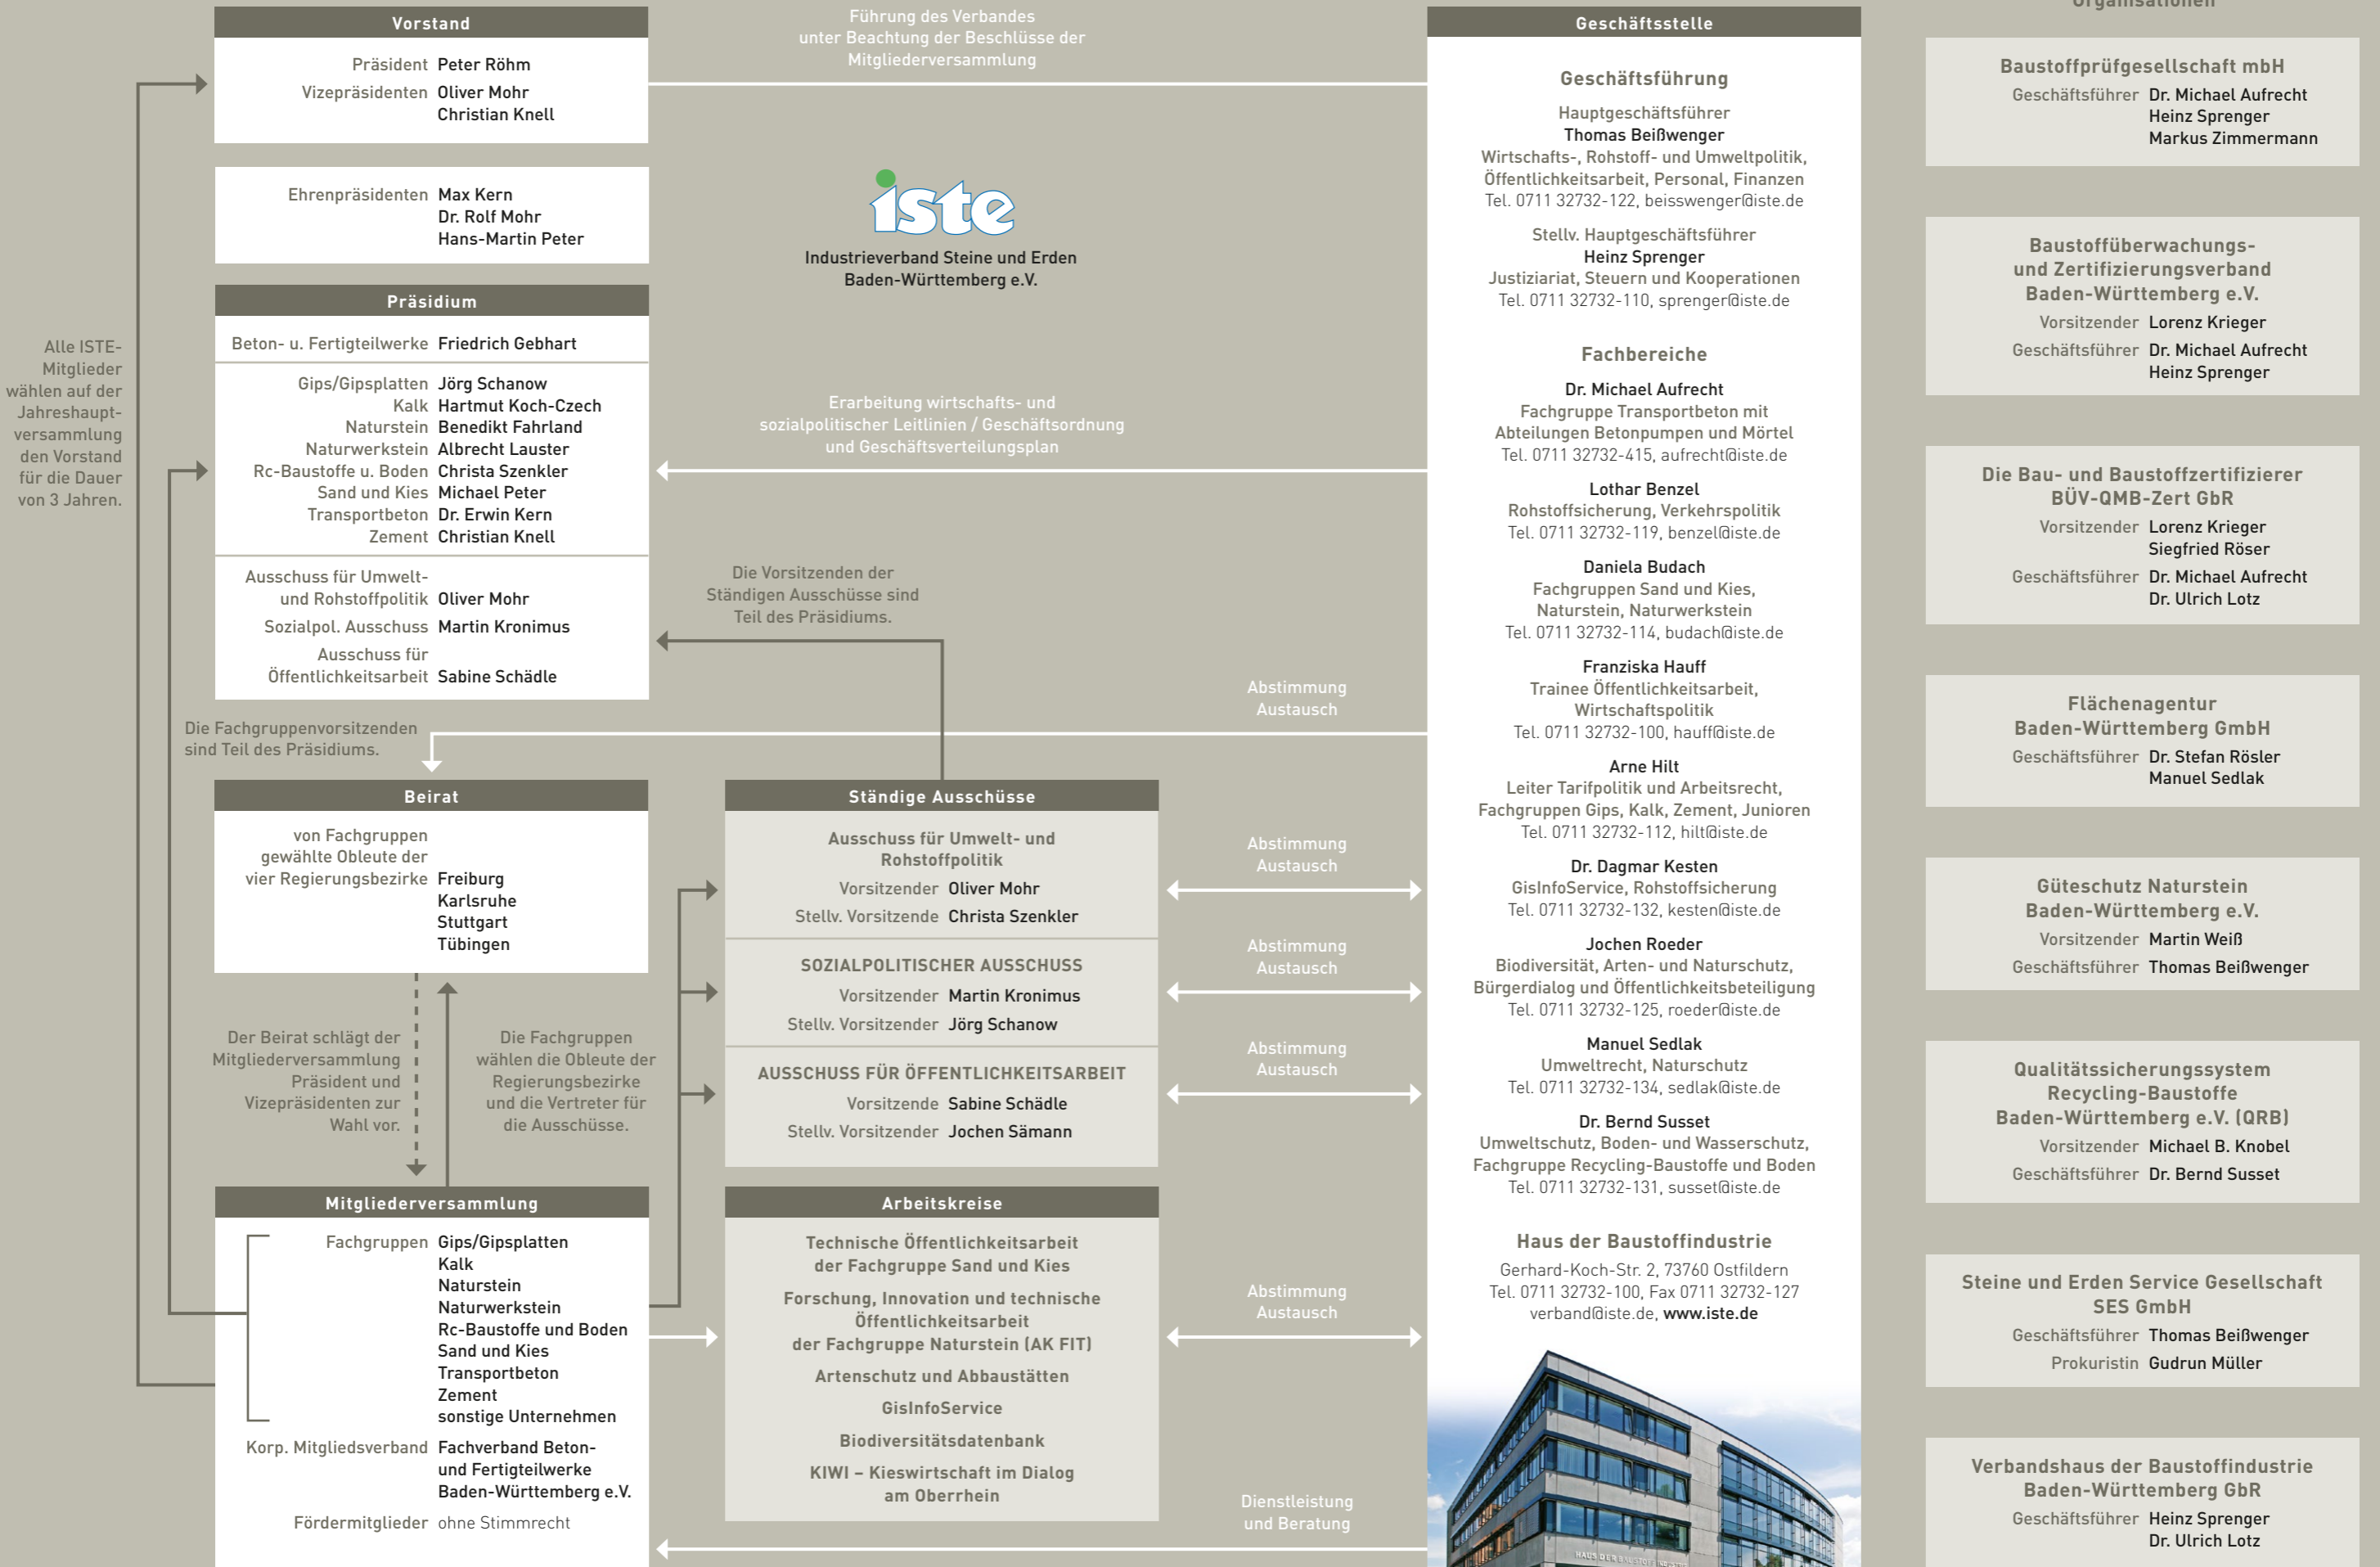 Alle ISTE-
Mitglieder
wählen auf der
Jahreshaupt-
versammlung
den Vorstand
für die Dauer
von 3 Jahren.
Vorstand
Präsident Peter Röhm
Vizepräsidenten Oliver Mohr
Christian Knell
Ehrenpräsidenten Max Kern
Dr. Rolf Mohr
Hans-Martin Peter
Präsidium
Beton- u. Fertigteilwerke Friedrich Gebhart
Gips/Gipsplatten Jörg Schanow
Kalk Hartmut Koch-Czech
Naturstein Benedikt Fahrland
Naturwerkstein Albrecht Lauster
Rc-Baustoffe u. Boden Christa Szenkler
Sand und Kies Michael Peter
Transportbeton Dr. Erwin Kern
Zement Christian Knell
Ausschuss für Umwelt-
und Rohstoffpolitik Oliver Mohr
Sozialpol. Ausschuss Martin Kronimus
Ausschuss für
Öffentlichkeitsarbeit Sabine Schädle
Die Fachgruppenvorsitzenden
sind Teil des Präsidiums.
Beirat
von Fachgruppen
gewählte Obleute der
vier Regierungsbezirke Freiburg
Karlsruhe
Stuttgart
Tübingen
Der Beirat schlägt der
Mitgliederversammlung
Präsident und
Vizepräsidenten zur
Wahl vor.
Die Fachgruppen
wählen die Obleute der
Regierungsbezirke
und die Vertreter für
die Ausschüsse.
Mitgliederversammlung
Fachgruppen Gips/Gipsplatten
Kalk
Naturstein
Naturwerkstein
Rc-Baustoffe und Boden
Sand und Kies
Transportbeton
Zement
sonstige Unternehmen
Korp. Mitgliedsverband Fachverband Beton-
und Fertigteilwerke
Baden-Württemberg e.V.
Fördermitglieder ohne Stimmrecht
Führung des Verbandes
unter Beachtung der Beschlüsse der
Mitgliederversammlung
iste
Industrieverband Steine und Erden
Baden-Württemberg e.V.
Erarbeitung wirtschafts- und
sozialpolitischer Leitlinien / Geschäftsordnung
und Geschäftsverteilungsplan
Die Vorsitzenden der
Ständigen Ausschüsse sind
Teil des Präsidiums.
Abstimmung
Austausch
Ständige Ausschüsse
Ausschuss für Umwelt- und
Rohstoffpolitik
Vorsitzender Oliver Mohr
Stellv. Vorsitzende Christa Szenkler
SOZIALPOLITISCHER AUSSCHUSS
Vorsitzender Martin Kronimus
Stellv. Vorsitzender Jörg Schanow
AUSSCHUSS FÜR ÖFFENTLICHKEITSARBEIT
Vorsitzende Sabine Schädle
Stellv. Vorsitzender Jochen Sämann
Abstimmung
Austausch
Abstimmung
Austausch
Abstimmung
Austausch
Arbeitskreise
Technische Öffentlichkeitsarbeit
der Fachgruppe Sand und Kies
Forschung, Innovation und technische
Öffentlichkeitsarbeit
der Fachgruppe Naturstein (AK FIT)
Artenschutz und Abbaustätten
GisInfoService
Biodiversitätsdatenbank
KIWI – Kieswirtschaft im Dialog
am Oberrhein
Abstimmung
Austausch
Dienstleistung
und Beratung
Geschäftsstelle
Geschäftsführung
Hauptgeschäftsführer
Thomas Beißwenger
Wirtschafts-, Rohstoff- und Umweltpolitik,
Öffentlichkeitsarbeit, Personal, Finanzen
Tel. 0711 32732-122, beisswenger@iste.de
Stellv. Hauptgeschäftsführer
Heinz Sprenger
Justiziariat, Steuern und Kooperationen
Tel. 0711 32732-110, sprenger@iste.de
Fachbereiche
Dr. Michael Aufrecht
Fachgruppe Transportbeton mit
Abteilungen Betonpumpen und Mörtel
Tel. 0711 32732-415, aufrecht@iste.de
Lothar Benzel
Rohstoffsicherung, Verkehrspolitik
Tel. 0711 32732-119, benzel@iste.de
Daniela Budach
Fachgruppen Sand und Kies,
Naturstein, Naturwerkstein
Tel. 0711 32732-114, budach@iste.de
Franziska Hauff
Trainee Öffentlichkeitsarbeit,
Wirtschaftspolitik
Tel. 0711 32732-100, hauff@iste.de
Arne Hilt
Leiter Tarifpolitik und Arbeitsrecht,
Fachgruppen Gips, Kalk, Zement, Junioren
Tel. 0711 32732-112, hilt@iste.de
Dr. Dagmar Kesten
GisInfoService, Rohstoffsicherung
Tel. 0711 32732-132, kesten@iste.de
Jochen Roeder
Biodiversität, Arten- und Naturschutz,
Bürgerdialog und Öffentlichkeitsbeteiligung
Tel. 0711 32732-125, roeder@iste.de
Manuel Sedlak
Umweltrecht, Naturschutz
Tel. 0711 32732-134, sedlak@iste.de
Dr. Bernd Susset
Umweltschutz, Boden- und Wasserschutz,
Fachgruppe Recycling-Baustoffe und Boden
Tel. 0711 32732-131, susset@iste.de
Haus der Baustoffindustrie
Gerhard-Koch-Str. 2, 73760 Ostfildern
Tel. 0711 32732-100, Fax 0711 32732-127
verband@iste.de, www.iste.de
HAUS DER BAUSTOFFINDUSTRIE
Organisationen
Baustoffprüfgesellschaft mbH
Geschäftsführer Dr. Michael Aufrecht
Heinz Sprenger
Markus Zimmermann
Baustoffüberwachungs-
und Zertifizierungsverband
Baden-Württemberg e.V.
Vorsitzender Lorenz Krieger
Geschäftsführer Dr. Michael Aufrecht
Heinz Sprenger
Die Bau- und Baustoffzertifizierer
BÜV-QMB-Zert GbR
Vorsitzender Lorenz Krieger
Siegfried Röser
Geschäftsführer Dr. Michael Aufrecht
Dr. Ulrich Lotz
Flächenagentur
Baden-Württemberg GmbH
Geschäftsführer Dr. Stefan Rösler
Manuel Sedlak
Güteschutz Naturstein
Baden-Württemberg e.V.
Vorsitzender Martin Weiß
Geschäftsführer Thomas Beißwenger
Qualitätssicherungssystem
Recycling-Baustoffe
Baden-Württemberg e.V. (QRB)
Vorsitzender Michael B. Knobel
Geschäftsführer Dr. Bernd Susset
Steine und Erden Service Gesellschaft
SES GmbH
Geschäftsführer Thomas Beißwenger
Prokuristin Gudrun Müller
Verbandshaus der Baustoffindustrie
Baden-Württemberg GbR
Geschäftsführer Heinz Sprenger
Dr. Ulrich Lotz